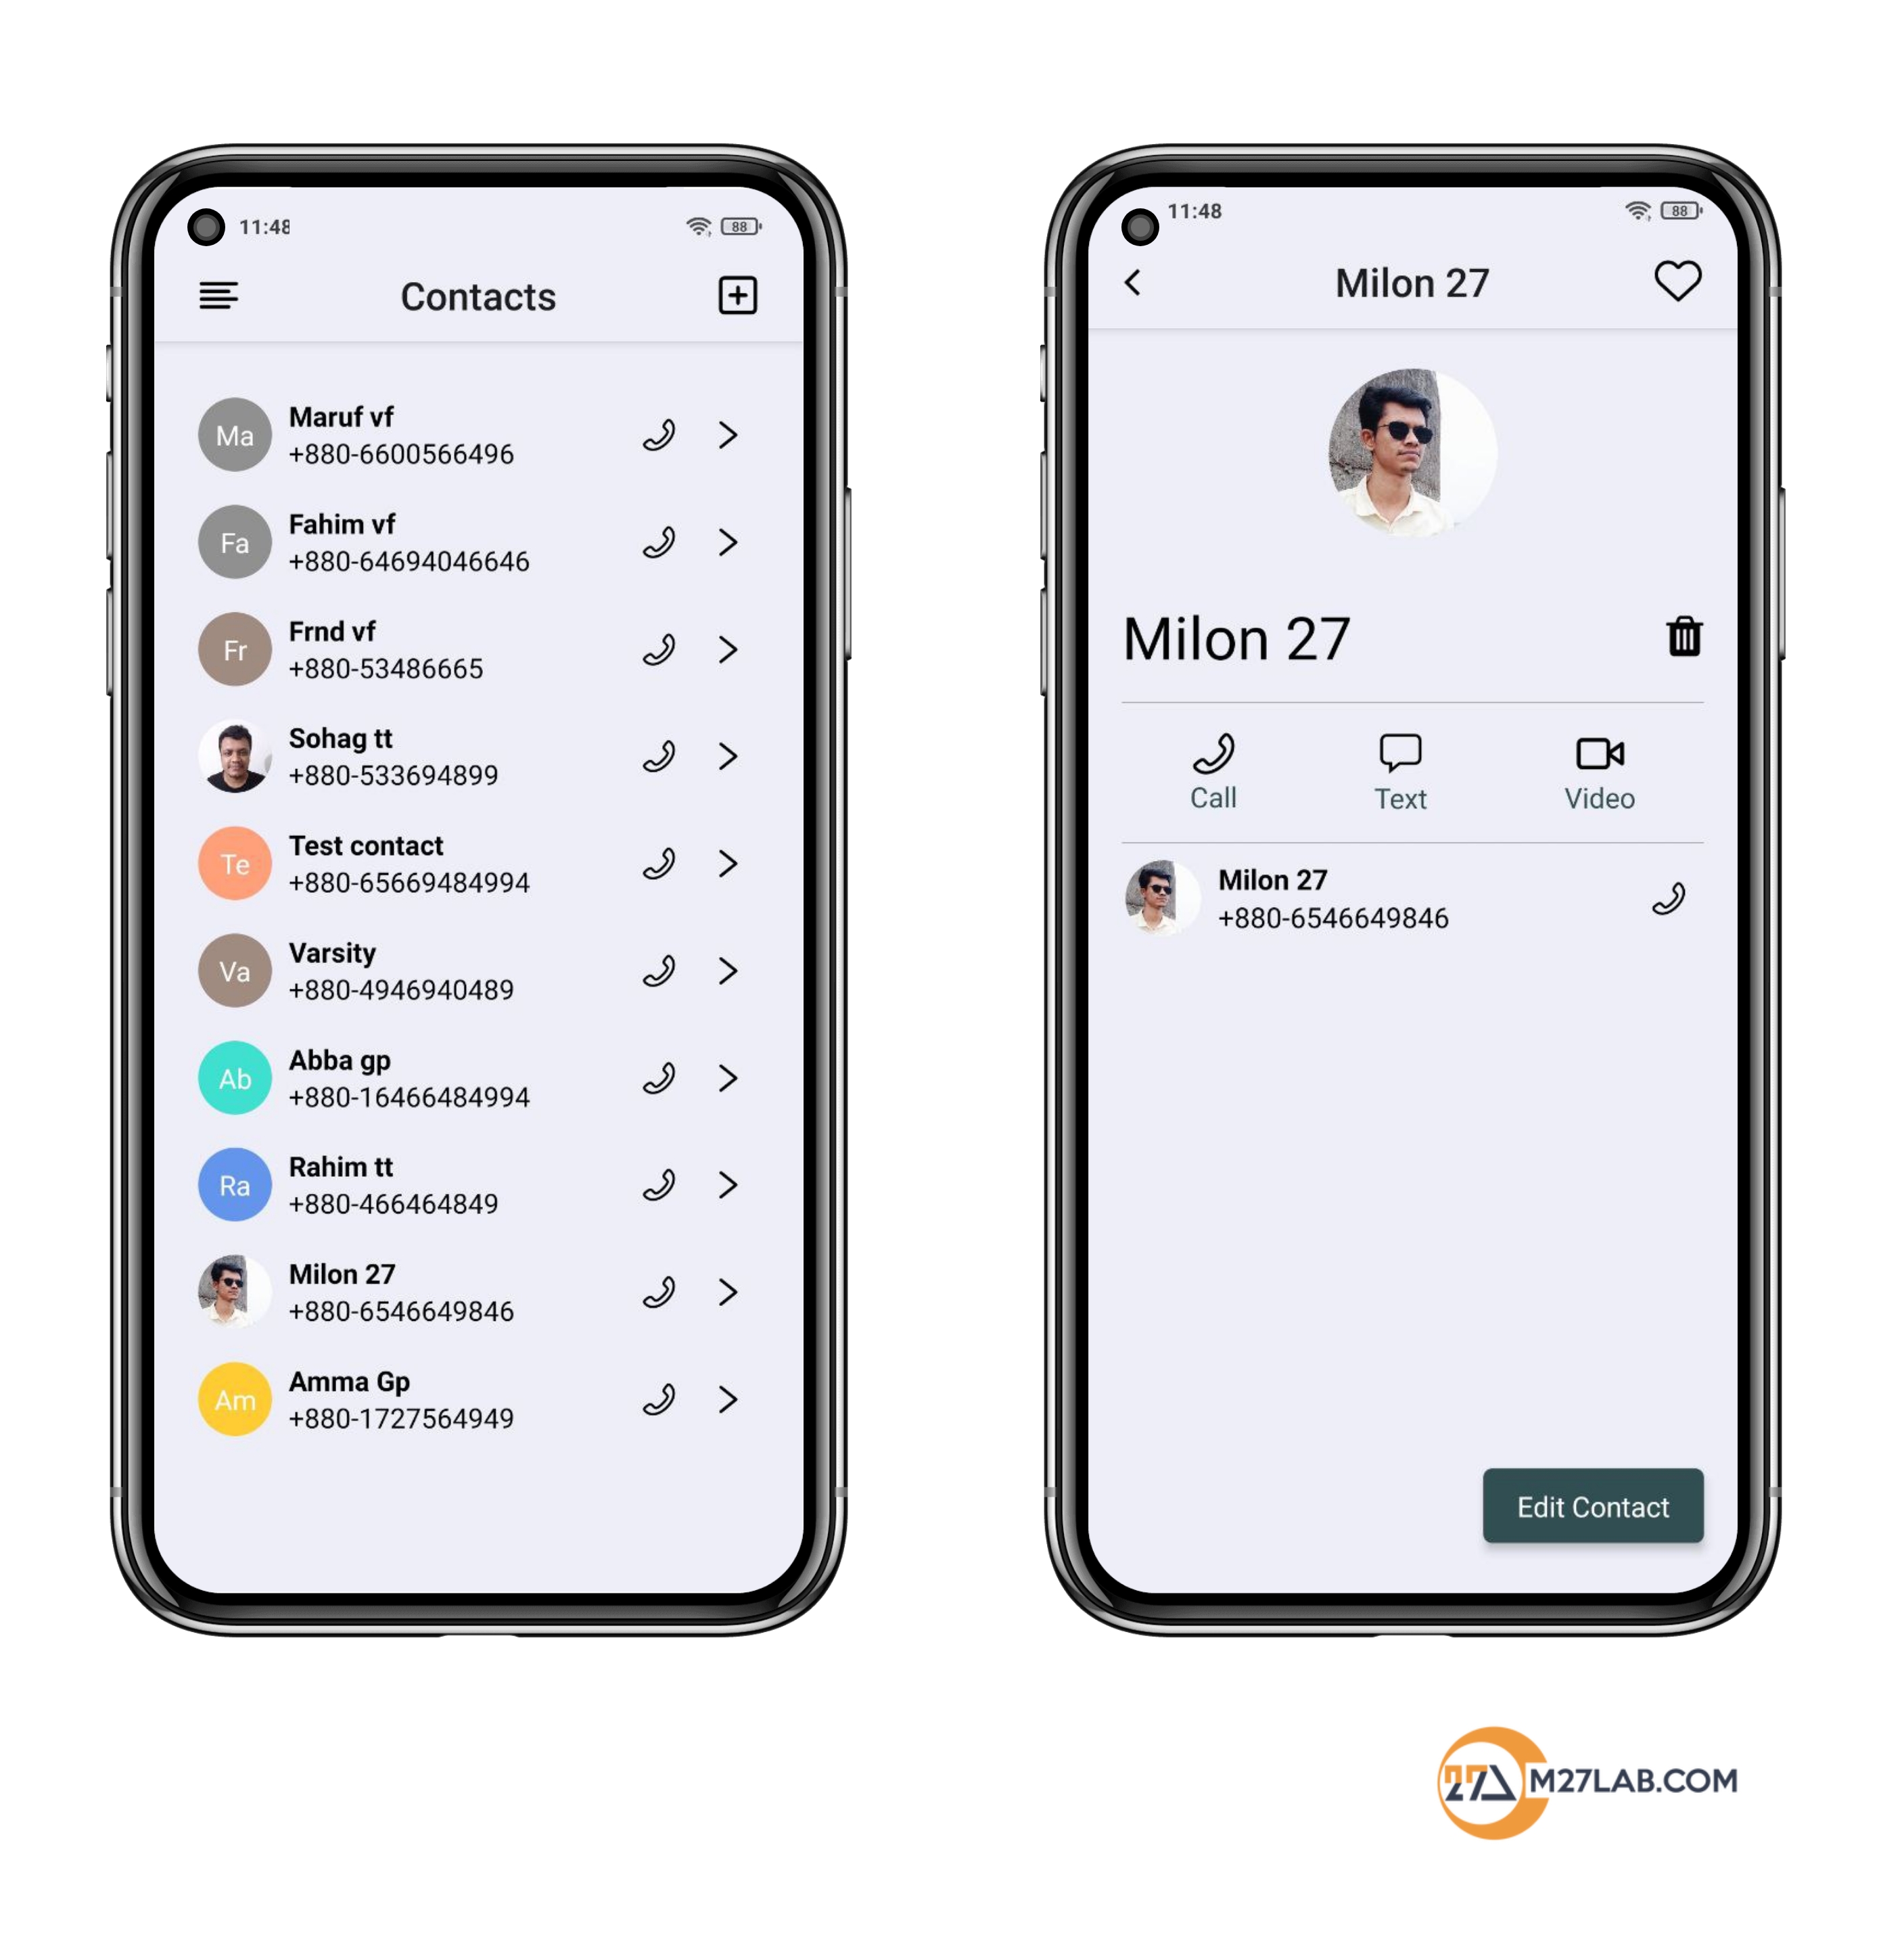 11:48
88
Contacts
Ma
Maruf vf
+880-6600566496
Fa
Fahim vf
+880-64694046646
Fr
Frnd vf
+880-53486665
Sohag tt
+880-533694899
Te
Test contact
+880-65669484994
Va
Varsity
+880-4946940489
Ab
Abba gp
+880-16466484994
Ra
Rahim tt
+880-466464849
Milon 27
+880-6546649846
Am
Amma Gp
+880-1727564949
11:48
88
Milon 27
Milon 27
Call
Text
Video
Milon 27
+880-6546649846
Edit Contact
27
M27LAB.COM